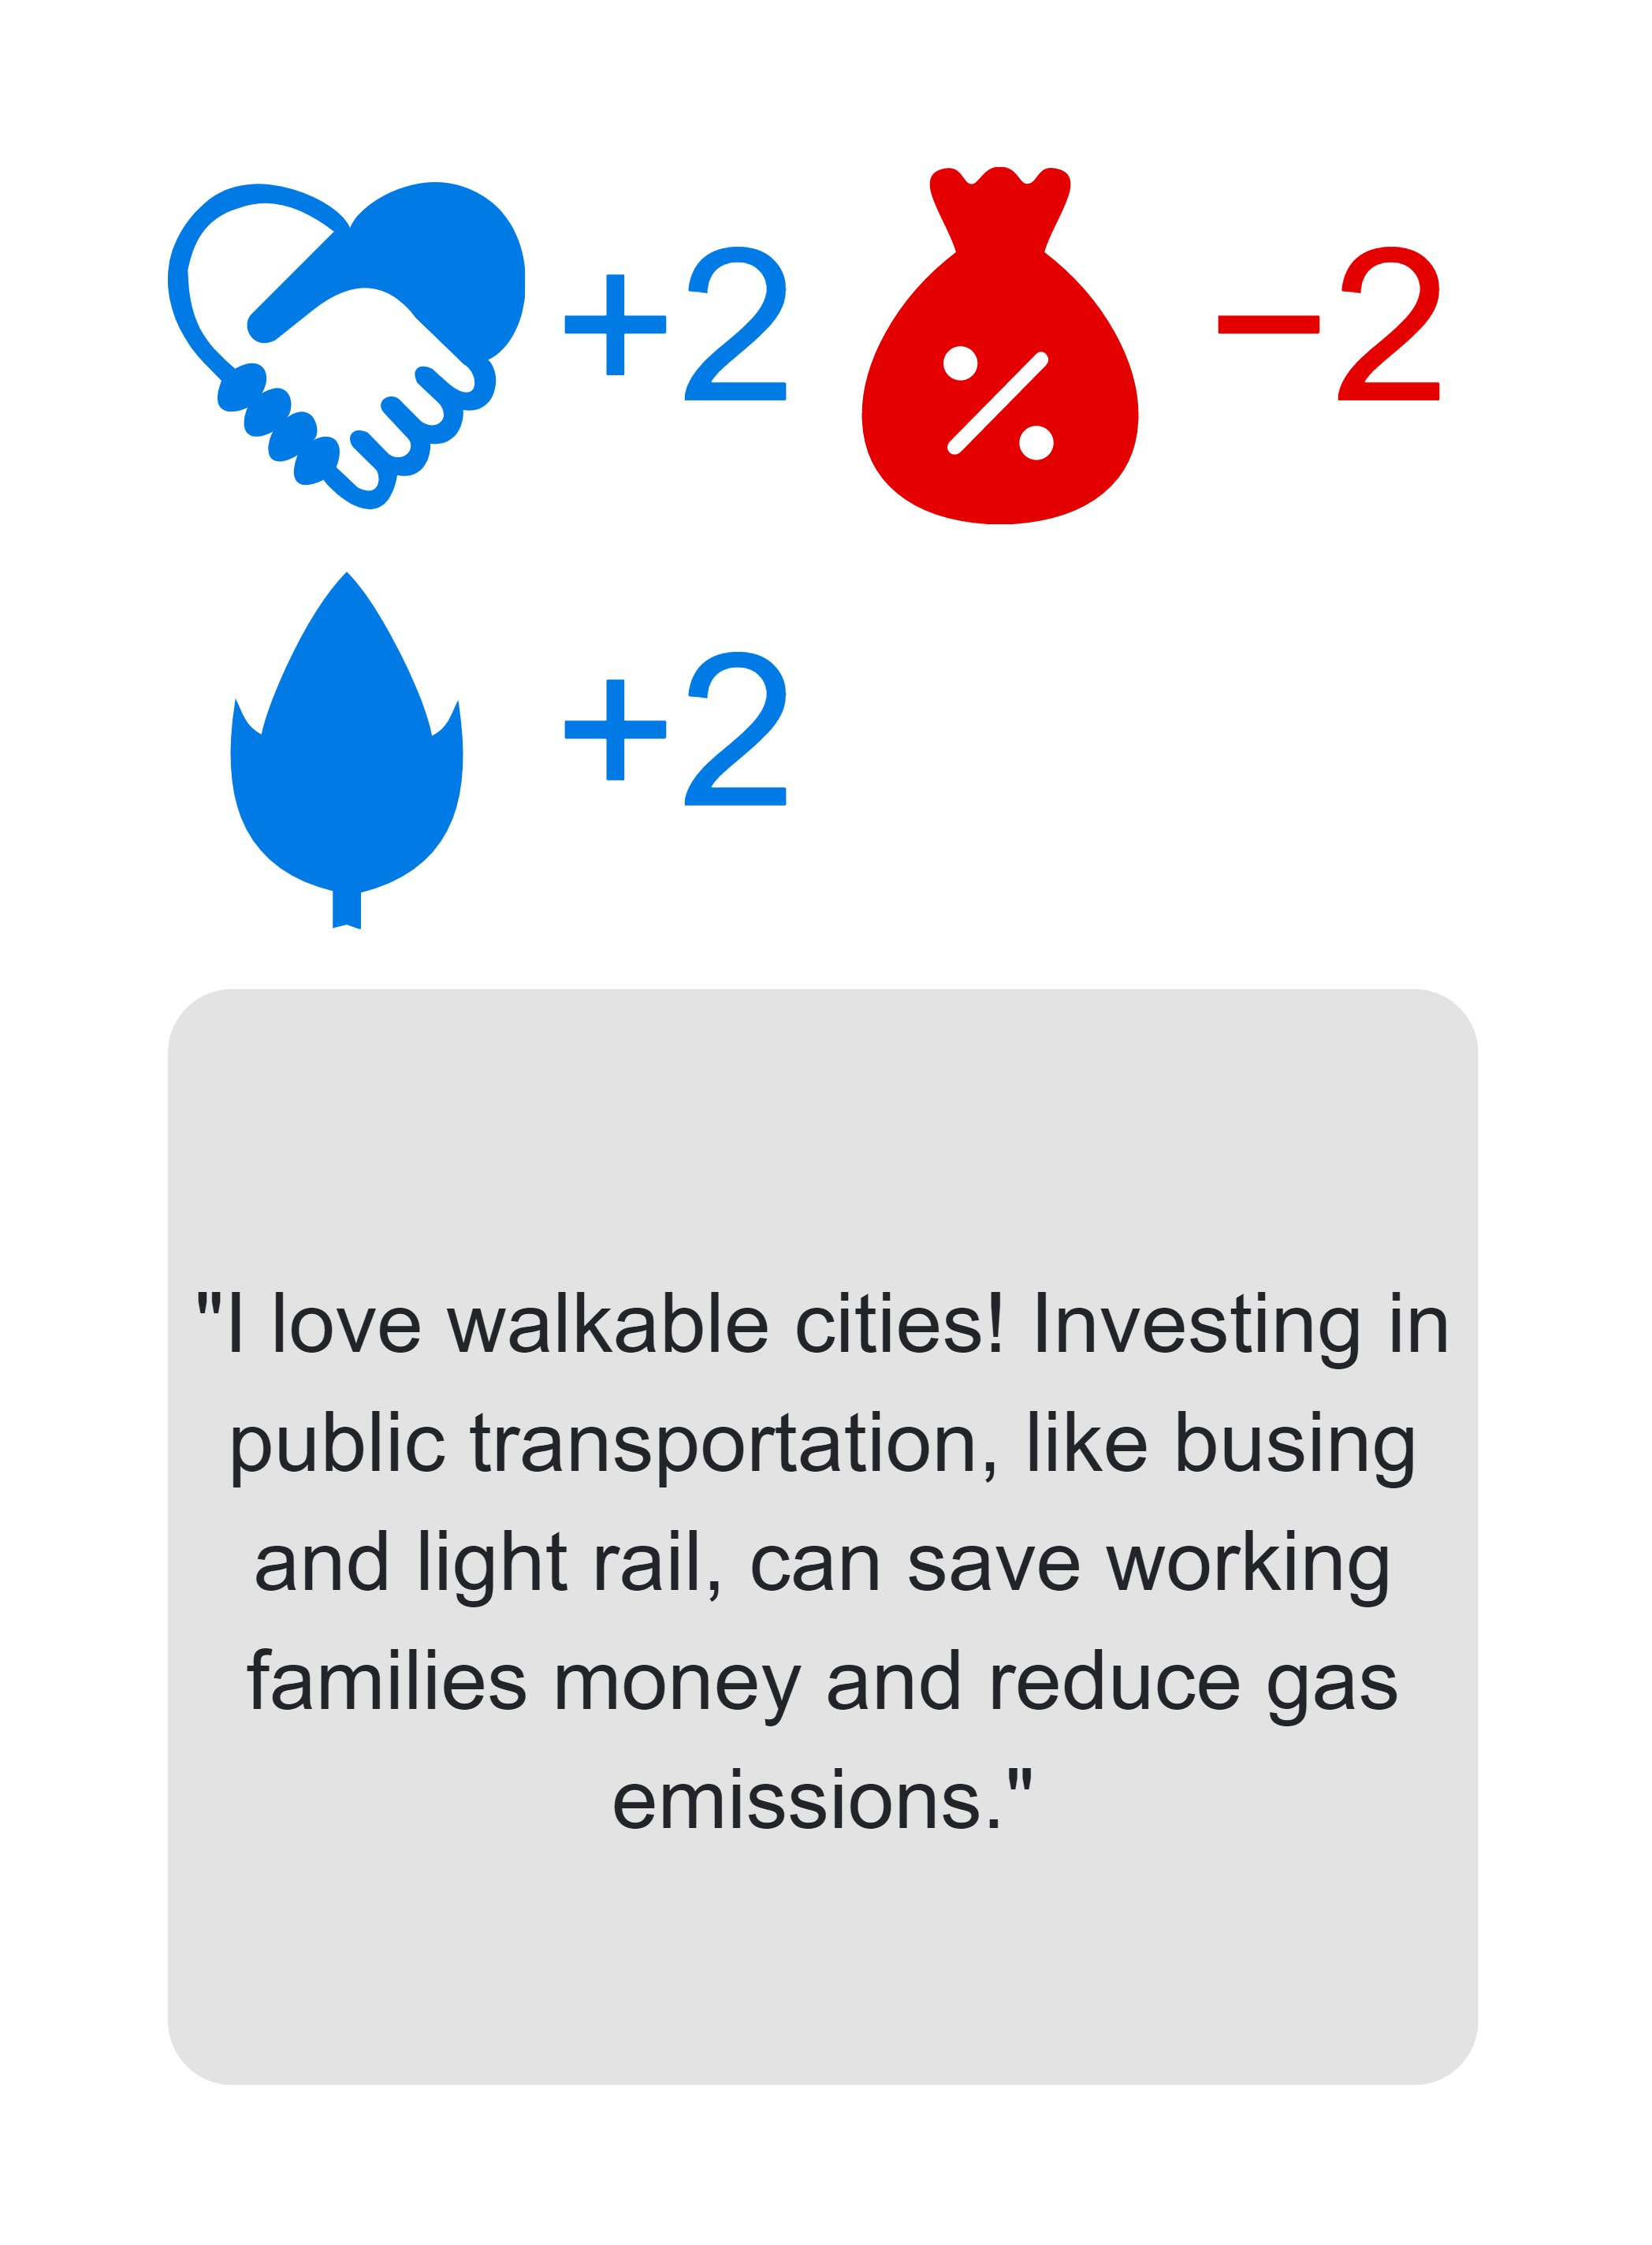 +2 −2
+2
"I love walkable cities! Investing in
public transportation, like busing
and light rail, can save working
families money and reduce gas
emissions."